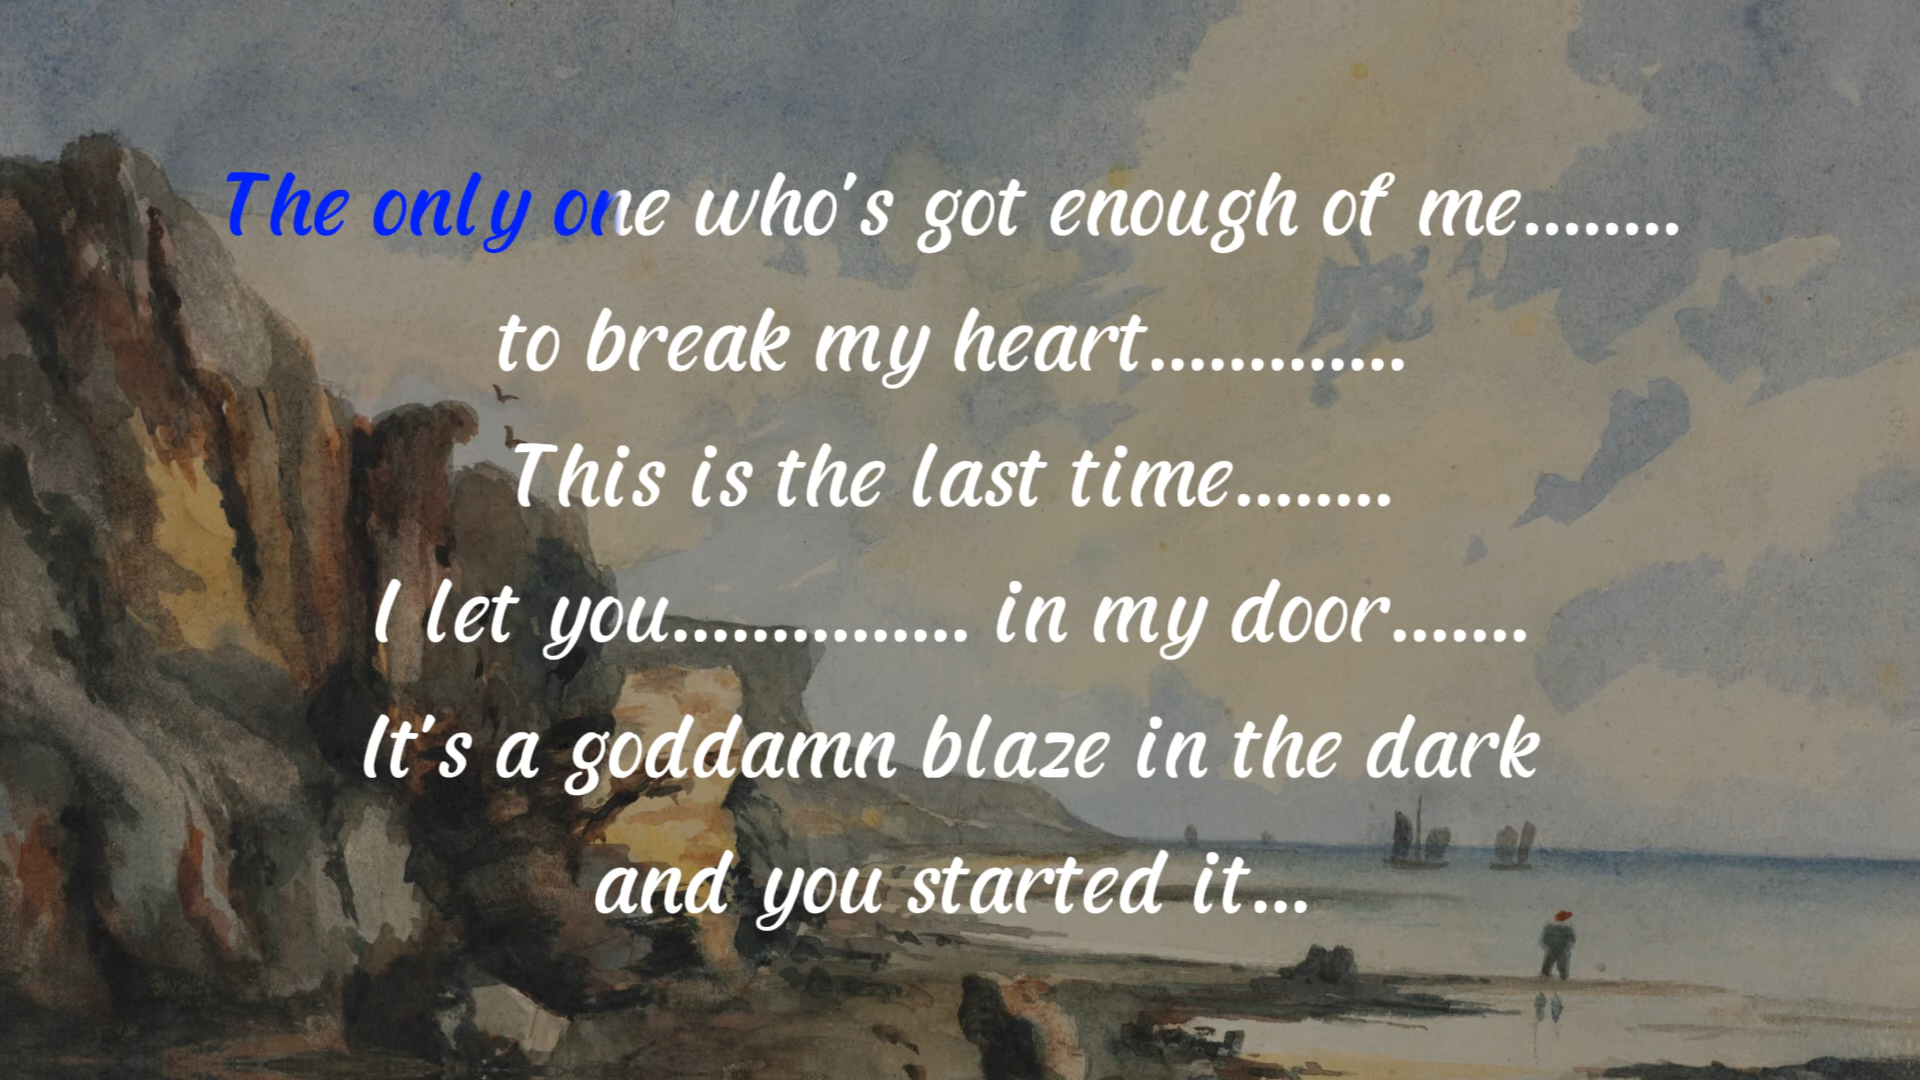 The only one who's got enough of me........
to break my heart.............
This is the last time........
I let you............... in my door.......
It's a goddamn blaze in the dark
and you started it...